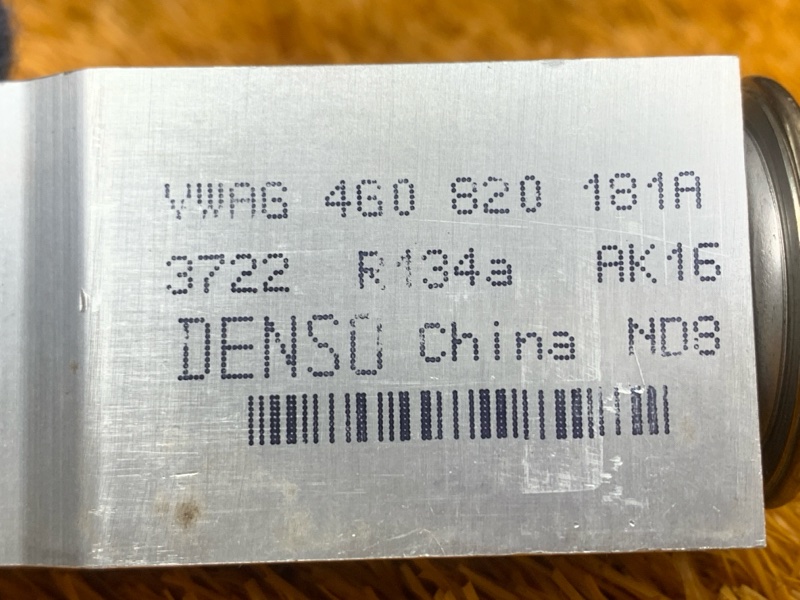 VWAG 4G0 820 181A
3722 R134a AK16
DENSO China ND8